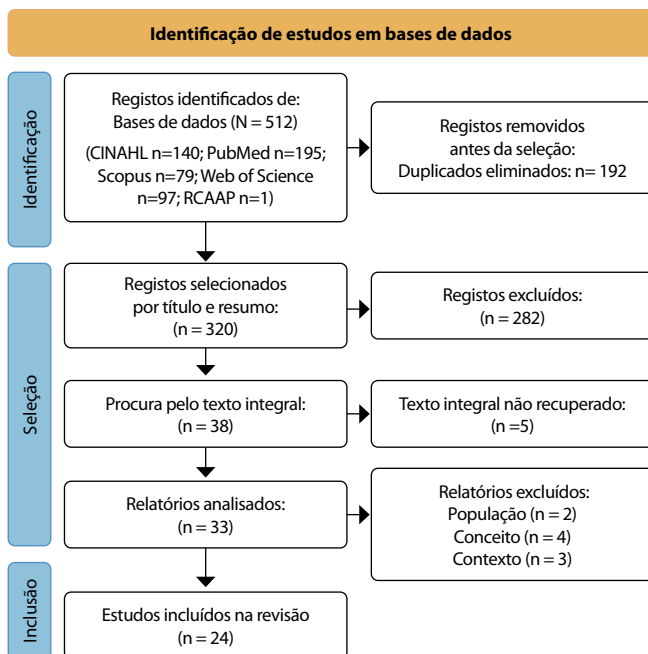 Identificação de estudos em bases de dados
Identificação
Registos identificados de:
Bases de dados (N = 512)
(CINAHL n=140; PubMed n=195;
Scopus n=79; Web of Science
n=97; RCAAP n=1)
Registos removidos
antes da seleção:
Duplicados eliminados: n= 192
Seleção
Registos selecionados
por título e resumo:
(n = 320)
Registos excluídos:
(n = 282)
Procura pelo texto integral:
(n = 38)
Texto integral não recuperado:
(n =5)
Relatórios analisados:
(n = 33)
Relatórios excluídos:
População (n = 2)
Conceito (n = 4)
Contexto (n = 3)
Inclusão
Estudos incluídos na revisão
(n = 24)